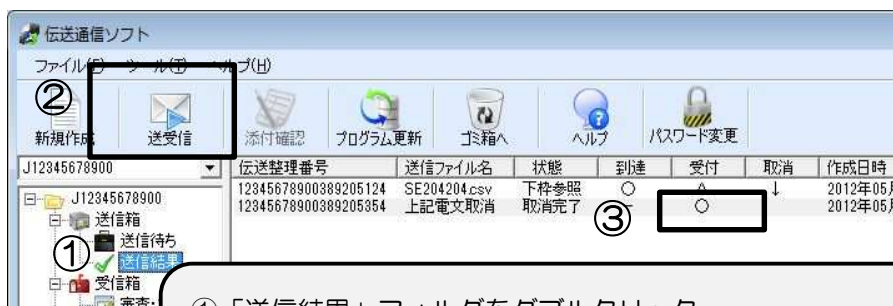 伝送通信ソフト
ファイル(F) ツール(T) ヘルプ(H)
②
新規作成 送受信 添付確認 プログラム更新 ゴミ箱へ ヘルプ パスワード変更
J12345678900
伝送整理番号 送信ファイル名 状態 到達 受付 取消 作成日時
12345678900389205124 SE204204.csv 下枠参照 ○ △ ↓ 2012年05月
12345678900389205354 上記電文取消 取消完了 ○ 2012年05月
③
J12345678900
送信箱
送信待ち
①
送信結果
受信箱
審査
①「送信結果」フォルダをダブルクリック